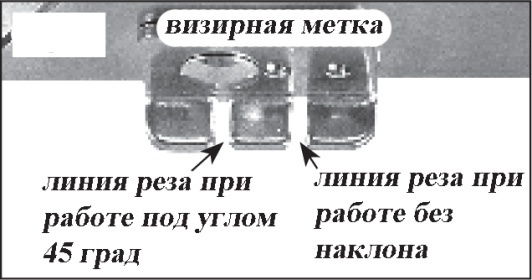 визирная метка
линия реза при
работе под углом
45 град
линия реза при
работе без
наклона